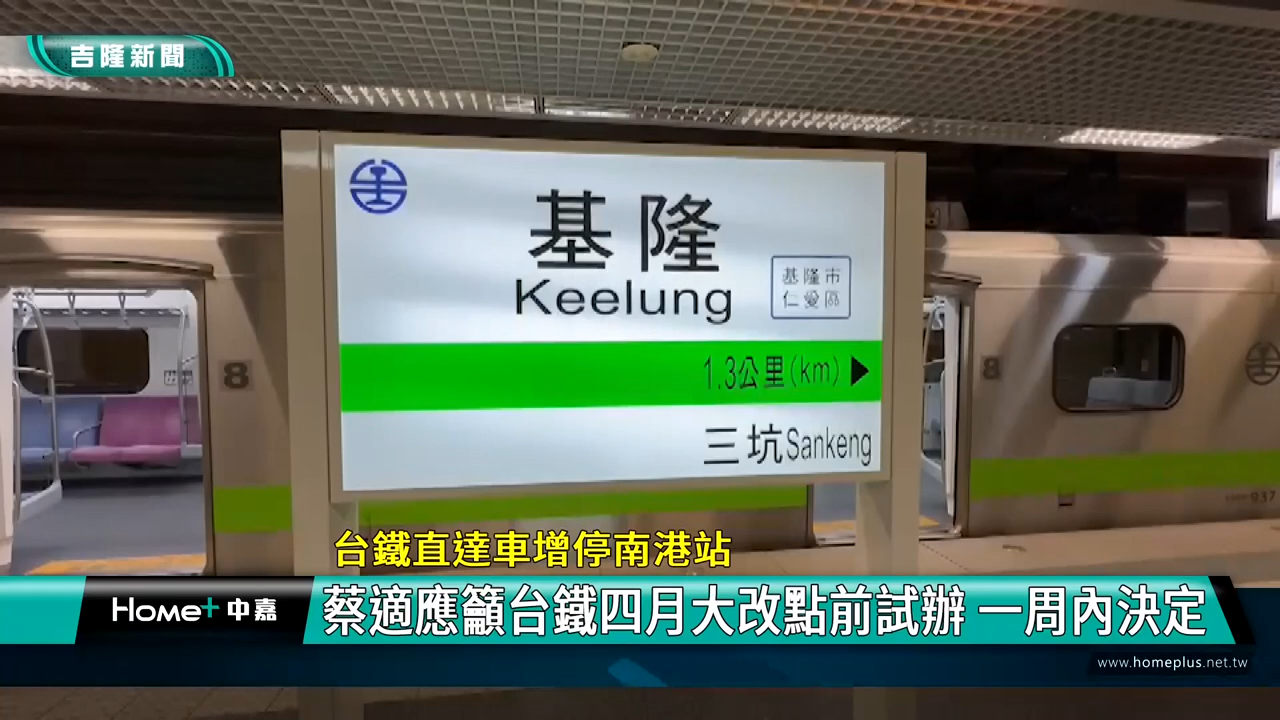 吉隆新聞
基隆
Keelung
基隆市
仁愛區
1.3公里(km)
三坑Sankeng
8
8
937
台鐵直達車增停南港站
Home+中嘉
蔡適應籲台鐵四月大改點前試辦 一周內決定
www.homeplus.net.tw